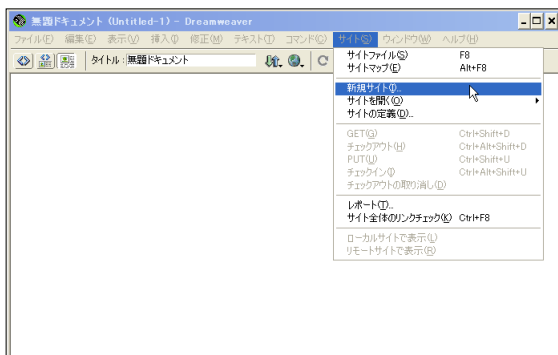 無題ドキュメント (Untitled-1) - Dreamweaver
ファイル(F) 編集(E) 表示(V) 挿入(I) 修正(M) テキスト(T) コマンド(C) サイト(S) ウィンドウ(W) ヘルプ(H)
タイトル : 無題ドキュメント
サイトファイル(S) F8
サイトマップ(E) Alt+F8
新規サイト(I)...
サイトを開く(O)
サイトの定義(D)...
GET(G) Ctrl+Shift+D
チェックアウト(H) Ctrl+Alt+Shift+D
PUT(U) Ctrl+Shift+U
チェックイン(I) Ctrl+Alt+Shift+U
チェックアウトの取り消し(D)
レポート(T)...
サイト全体のリンクチェック(K) Ctrl+F8
ローカルサイトで表示(L)
リモートサイトで表示(R)